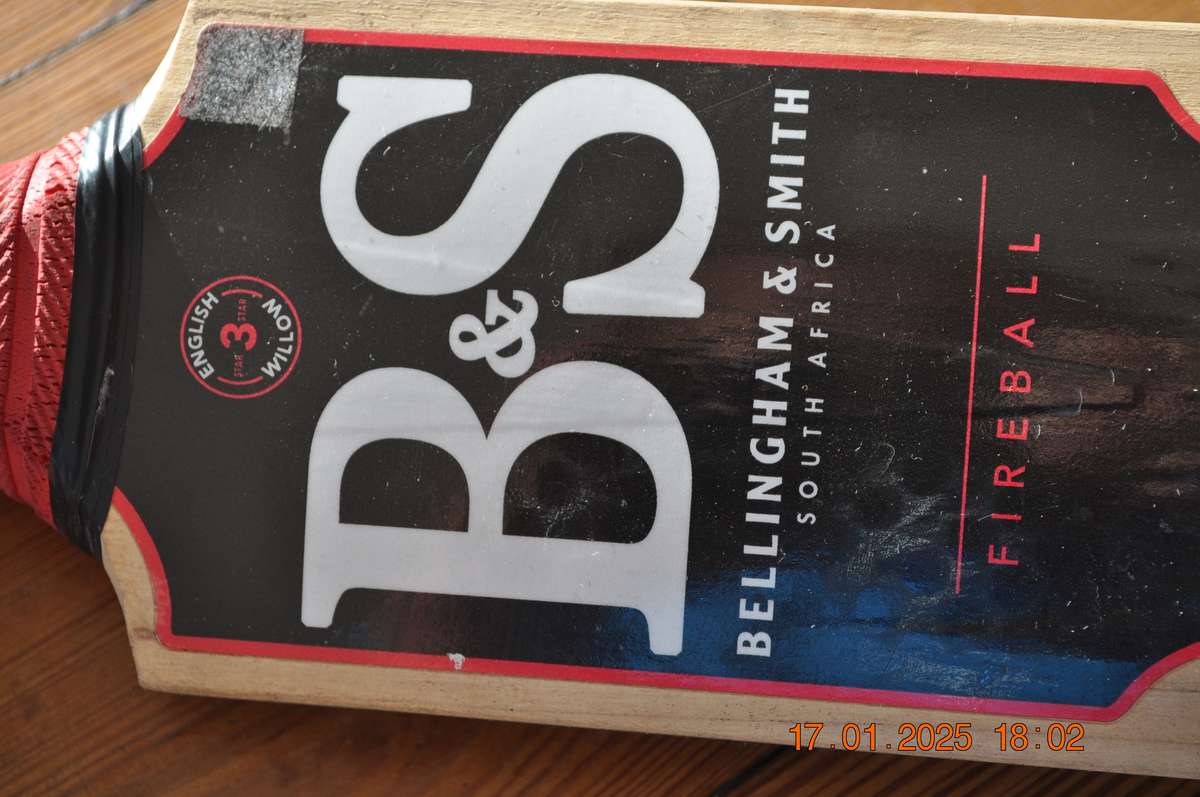 ENGLISH
STAR 3 STAR
WILLOW
B&S
BELLINGHAM & SMITH
SOUTH AFRICA
FIREBALL
17.01.2025 18:02